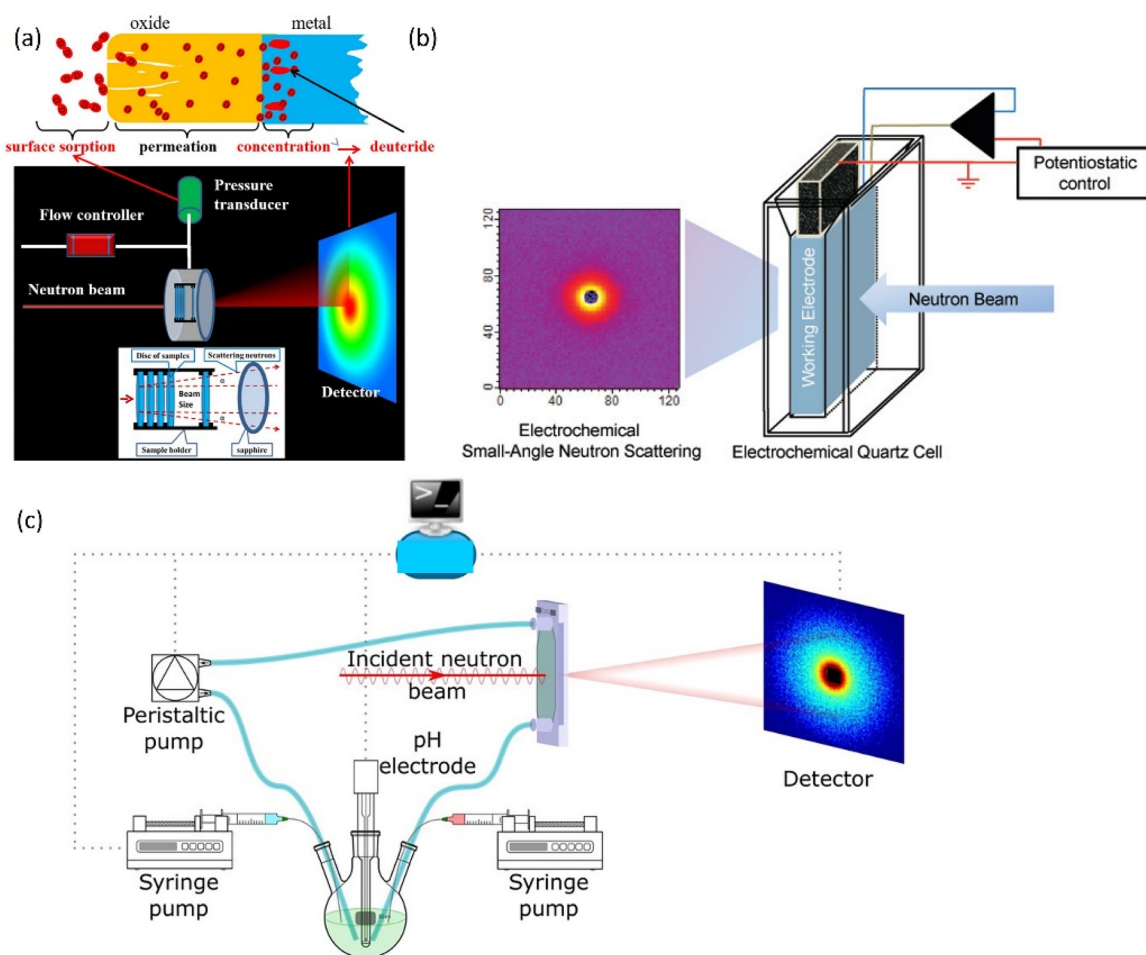 (a)
oxide
metal
surface sorption
permeation
concentration
deuteride
Pressure
transducer
Flow controller
Neutron beam
Detector
Disc of samples
Scattering neutrons
α
Beam
Size
α
Sample holder
sapphire
(b)
Potentiostatic
control
Working Electrode
Neutron Beam
120
80
40
0
0
40
80
120
Electrochemical
Small-Angle Neutron Scattering
Electrochemical Quartz Cell
(c)
>_
Incident neutron
beam
Peristaltic
pump
pH
electrode
Detector
Syringe
pump
Syringe
pump